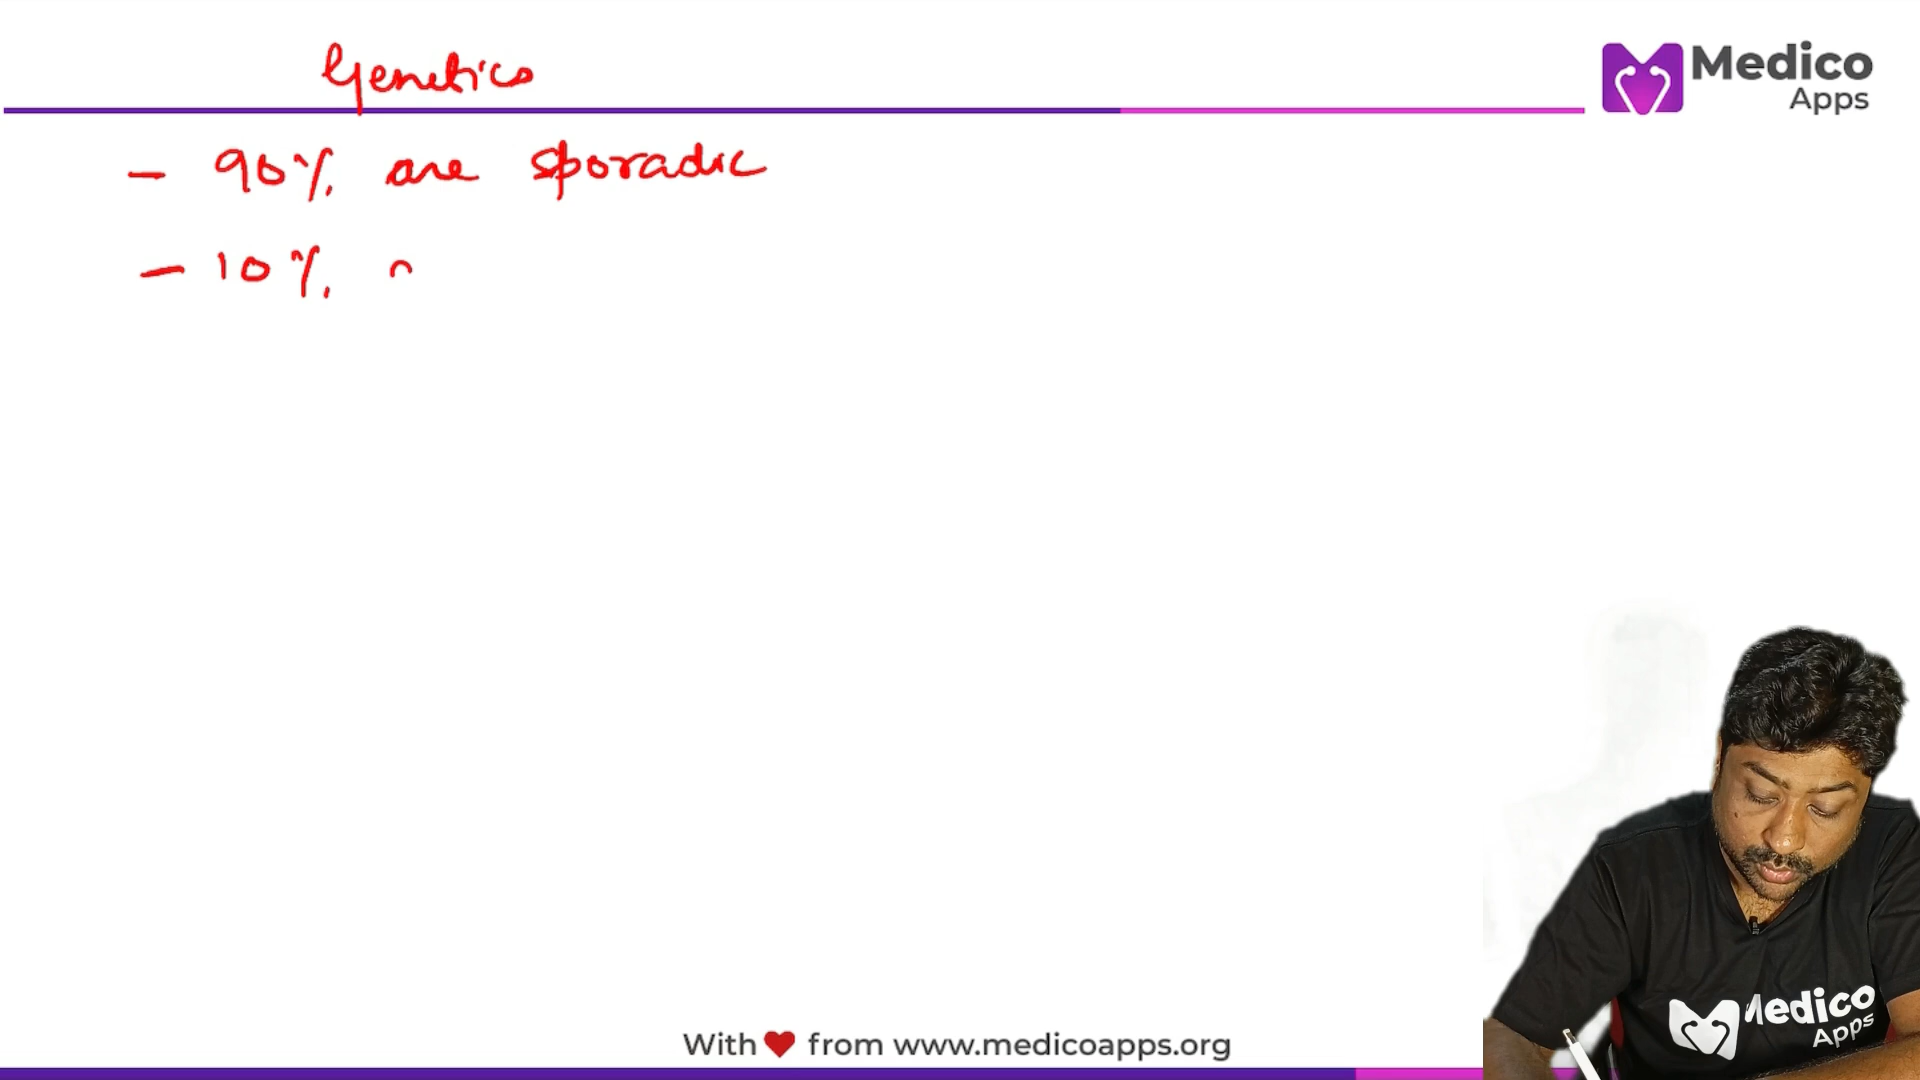 Genetics
Medico
Apps
- 90% are sporadic
- 10%
Medico
Apps
With ❤ from www.medicoapps.org